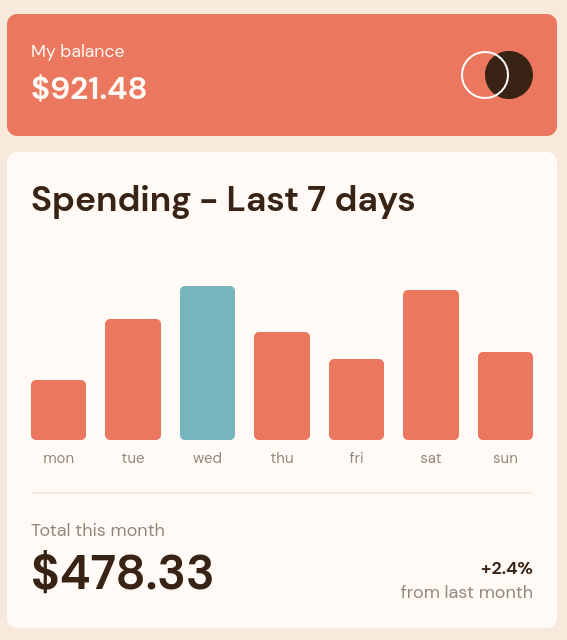 My balance
$921.48
Spending - Last 7 days
mon tue wed thu fri sat sun
Total this month
$478.33
+2.4%
from last month